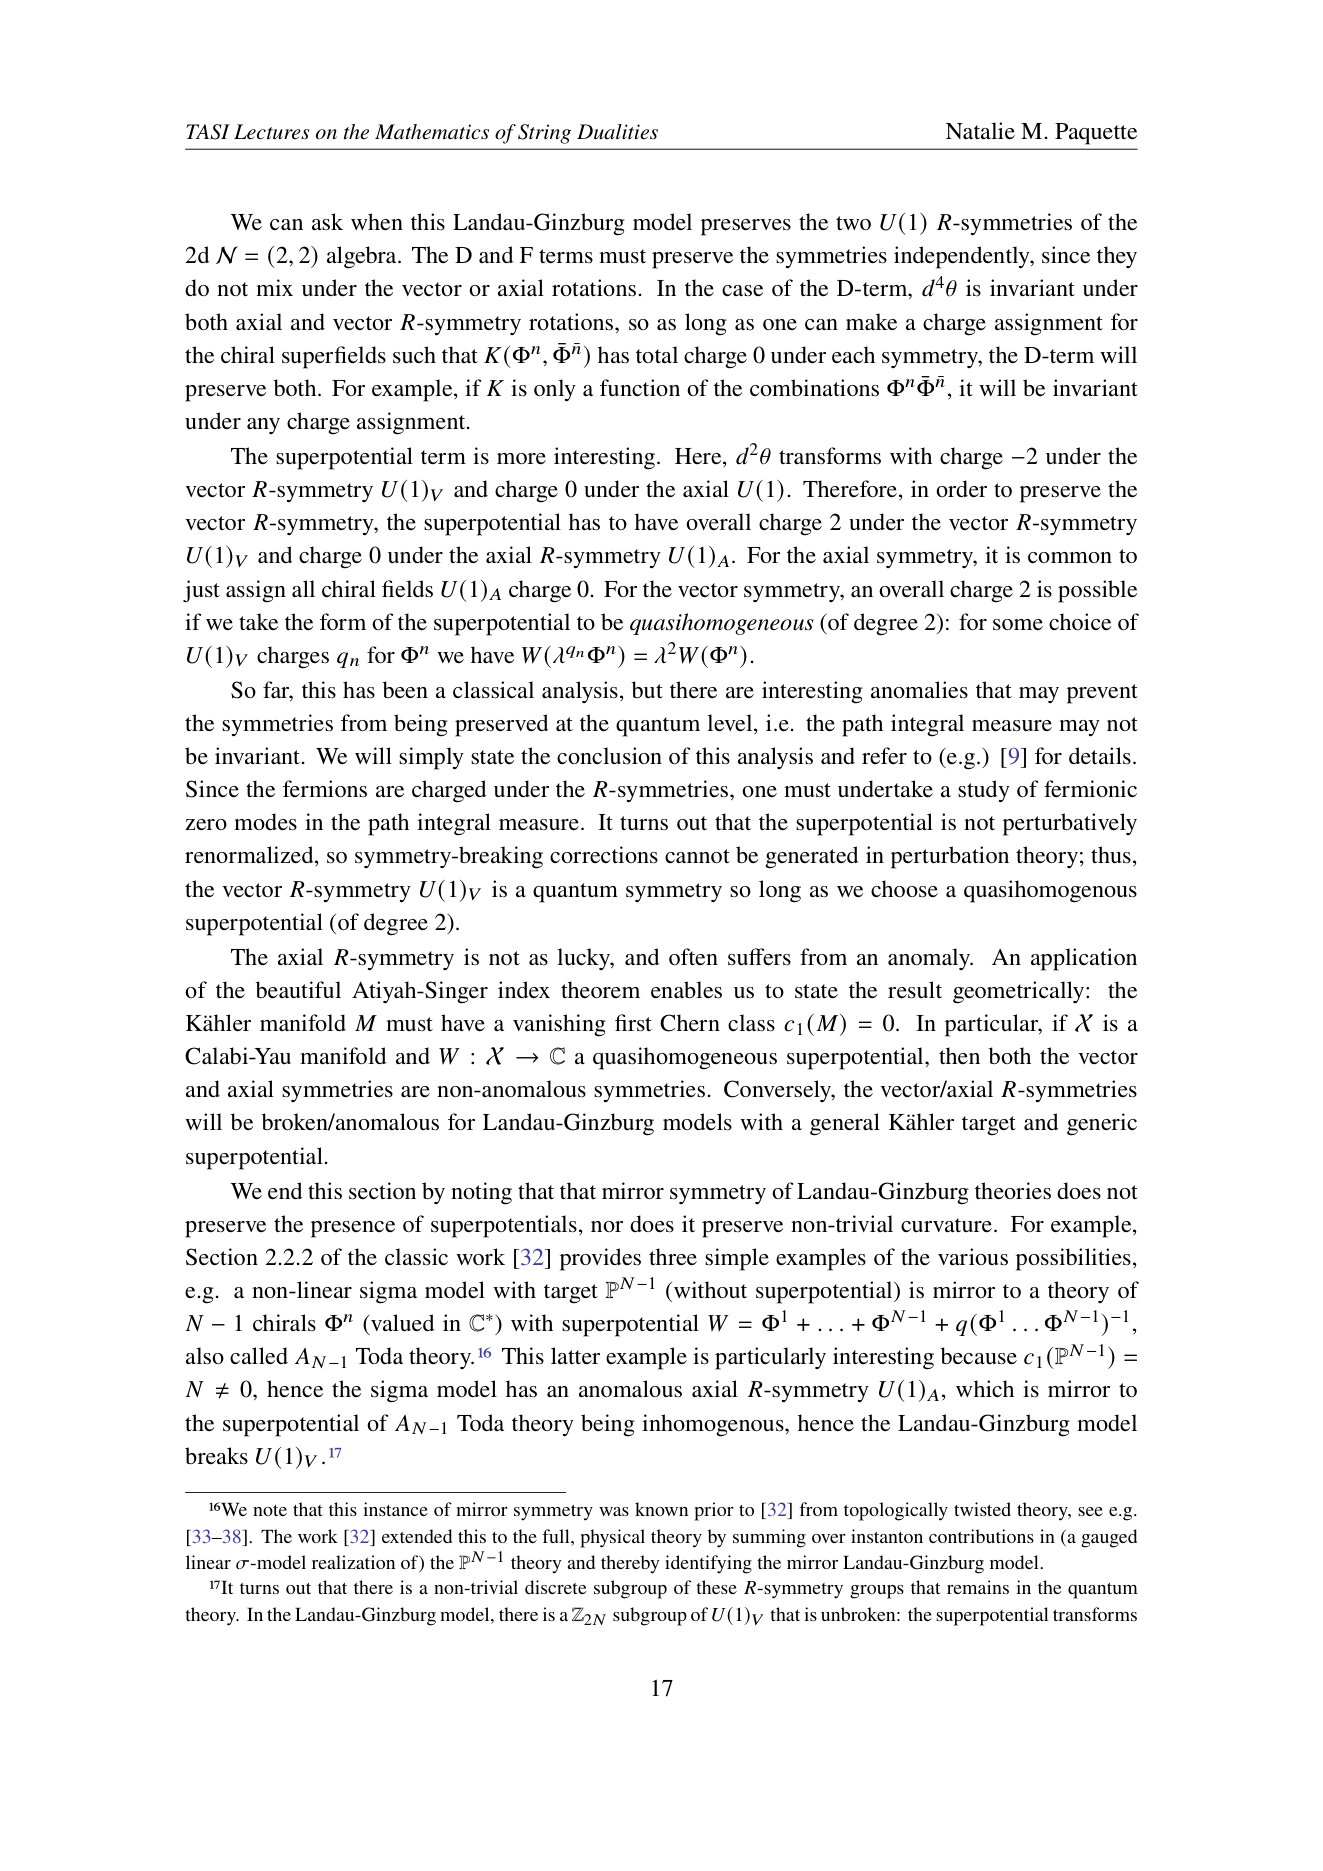 TASI Lectures on the Mathematics of String Dualities Natalie M. Paquette
We can ask when this Landau-Ginzburg model preserves the two U(1) R-symmetries of the
2d 𝒩 = (2, 2) algebra. The D and F terms must preserve the symmetries independently, since they
do not mix under the vector or axial rotations. In the case of the D-term, d⁴θ is invariant under
both axial and vector R-symmetry rotations, so as long as one can make a charge assignment for
the chiral superfields such that K(Φⁿ, Φ̄^n̄) has total charge 0 under each symmetry, the D-term will
preserve both. For example, if K is only a function of the combinations ΦⁿΦ̄^n̄, it will be invariant
under any charge assignment.
The superpotential term is more interesting. Here, d²θ transforms with charge −2 under the
vector R-symmetry U(1)_V and charge 0 under the axial U(1). Therefore, in order to preserve the
vector R-symmetry, the superpotential has to have overall charge 2 under the vector R-symmetry
U(1)_V and charge 0 under the axial R-symmetry U(1)_A. For the axial symmetry, it is common to
just assign all chiral fields U(1)_A charge 0. For the vector symmetry, an overall charge 2 is possible
if we take the form of the superpotential to be quasihomogeneous (of degree 2): for some choice of
U(1)_V charges q_n for Φⁿ we have W(λ^{q_n}Φⁿ) = λ²W(Φⁿ).
So far, this has been a classical analysis, but there are interesting anomalies that may prevent
the symmetries from being preserved at the quantum level, i.e. the path integral measure may not
be invariant. We will simply state the conclusion of this analysis and refer to (e.g.) [9] for details.
Since the fermions are charged under the R-symmetries, one must undertake a study of fermionic
zero modes in the path integral measure. It turns out that the superpotential is not perturbatively
renormalized, so symmetry-breaking corrections cannot be generated in perturbation theory; thus,
the vector R-symmetry U(1)_V is a quantum symmetry so long as we choose a quasihomogenous
superpotential (of degree 2).
The axial R-symmetry is not as lucky, and often suffers from an anomaly. An application
of the beautiful Atiyah-Singer index theorem enables us to state the result geometrically: the
Kähler manifold M must have a vanishing first Chern class c₁(M) = 0. In particular, if 𝒳 is a
Calabi-Yau manifold and W : 𝒳 → ℂ a quasihomogeneous superpotential, then both the vector
and axial symmetries are non-anomalous symmetries. Conversely, the vector/axial R-symmetries
will be broken/anomalous for Landau-Ginzburg models with a general Kähler target and generic
superpotential.
We end this section by noting that that mirror symmetry of Landau-Ginzburg theories does not
preserve the presence of superpotentials, nor does it preserve non-trivial curvature. For example,
Section 2.2.2 of the classic work [32] provides three simple examples of the various possibilities,
e.g. a non-linear sigma model with target ℙ^{N−1} (without superpotential) is mirror to a theory of
N − 1 chirals Φⁿ (valued in ℂ*) with superpotential W = Φ¹ + . . . + Φ^{N−1} + q(Φ¹ . . . Φ^{N−1})⁻¹,
also called A_{N−1} Toda theory.¹⁶ This latter example is particularly interesting because c₁(ℙ^{N−1}) =
N ≠ 0, hence the sigma model has an anomalous axial R-symmetry U(1)_A, which is mirror to
the superpotential of A_{N−1} Toda theory being inhomogenous, hence the Landau-Ginzburg model
breaks U(1)_V.¹⁷
¹⁶We note that this instance of mirror symmetry was known prior to [32] from topologically twisted theory, see e.g.
[33–38]. The work [32] extended this to the full, physical theory by summing over instanton contributions in (a gauged
linear σ-model realization of) the ℙ^{N−1} theory and thereby identifying the mirror Landau-Ginzburg model.
¹⁷It turns out that there is a non-trivial discrete subgroup of these R-symmetry groups that remains in the quantum
theory. In the Landau-Ginzburg model, there is a ℤ_{2N} subgroup of U(1)_V that is unbroken: the superpotential transforms
17